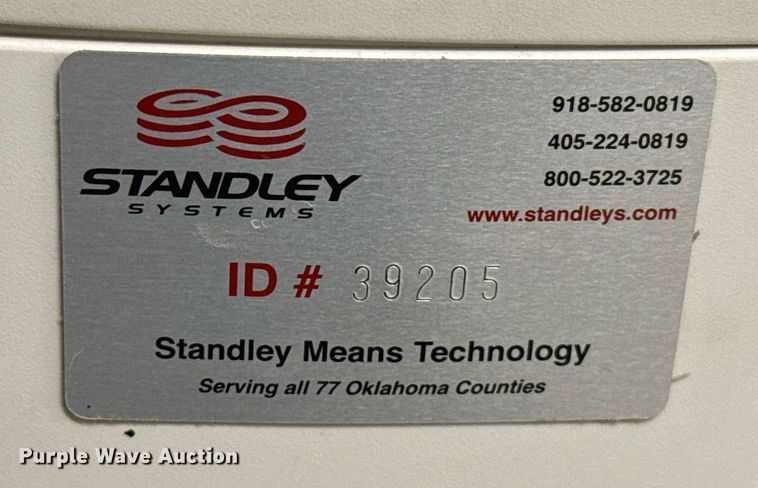 STANDLEY
SYSTEMS
918-582-0819
405-224-0819
800-522-3725
www.standleys.com
ID # 39205
Standley Means Technology
Serving all 77 Oklahoma Counties
Purple Wave Auction